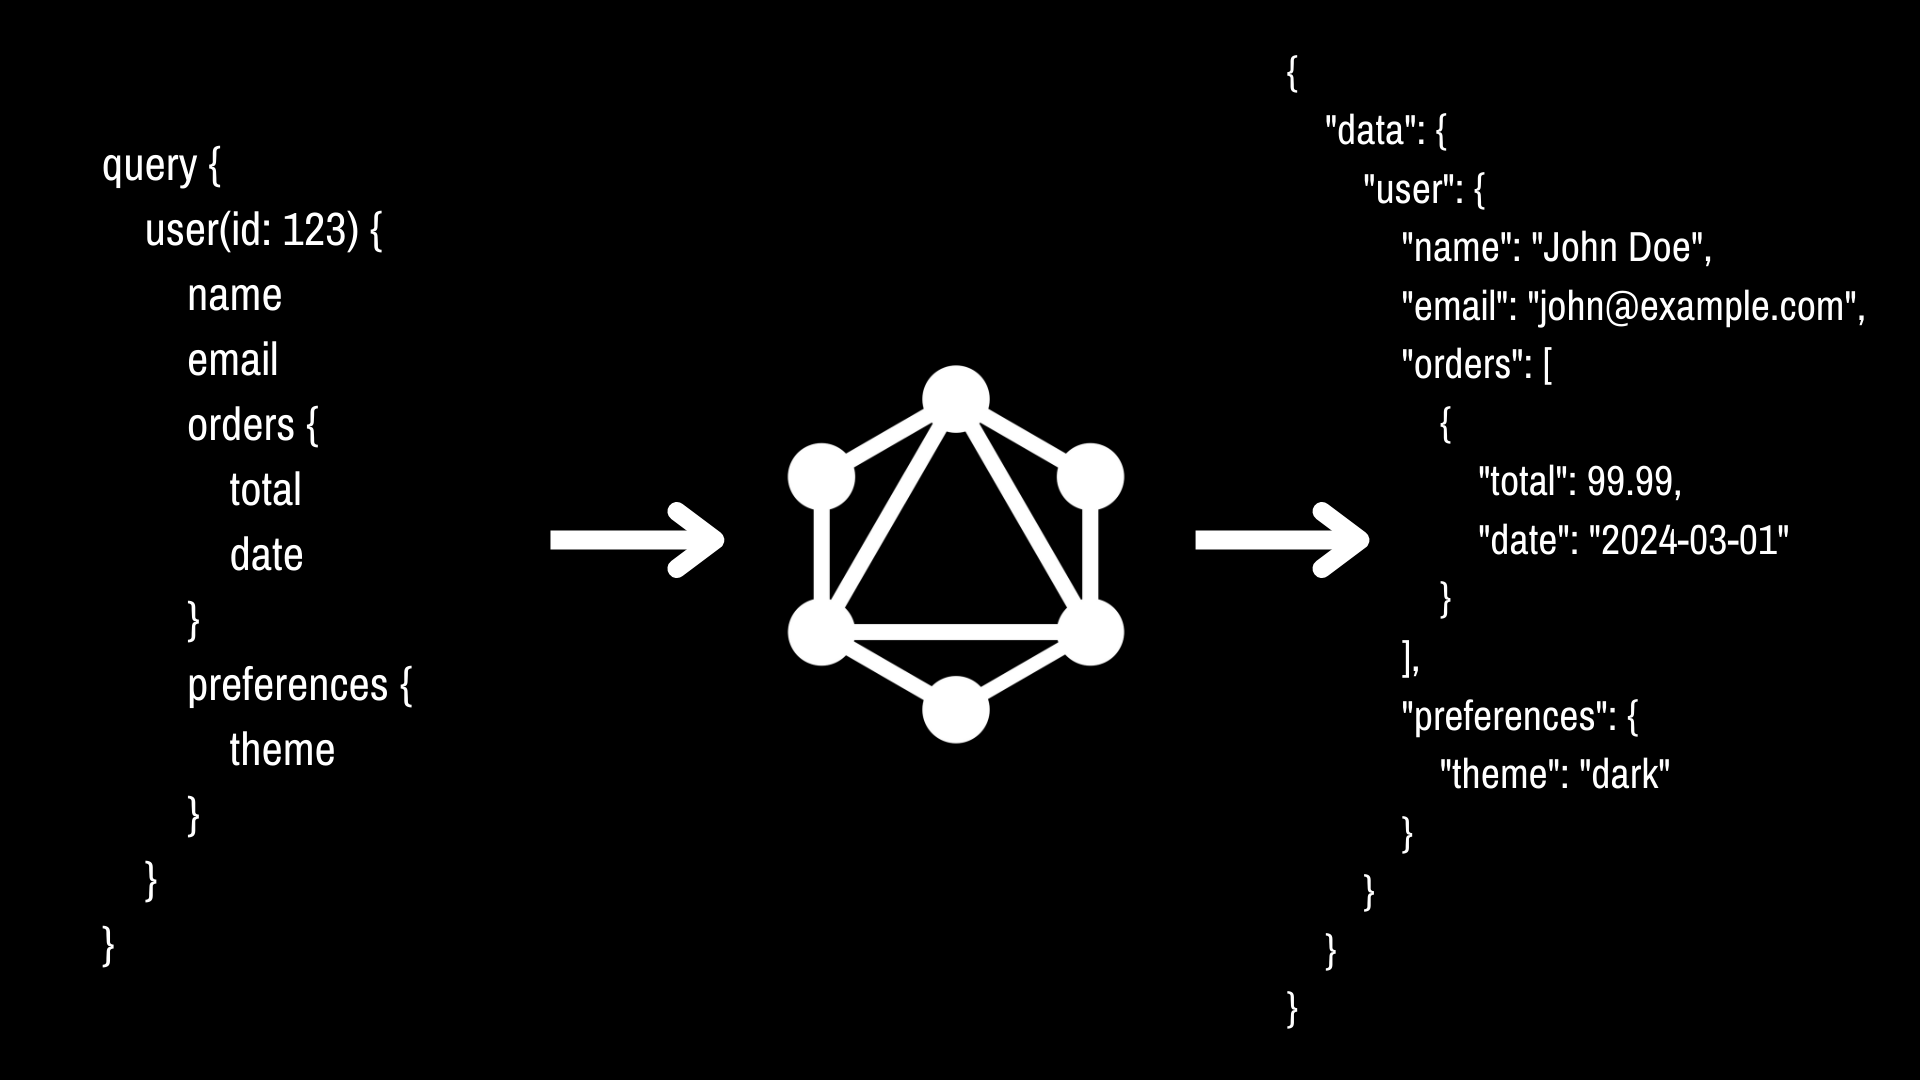 query {
user(id: 123) {
name
email
orders {
total
date
}
preferences {
theme
}
}
}
{
"data": {
"user": {
"name": "John Doe",
"email": "john@example.com",
"orders": [
{
"total": 99.99,
"date": "2024-03-01"
}
],
"preferences": {
"theme": "dark"
}
}
}
}